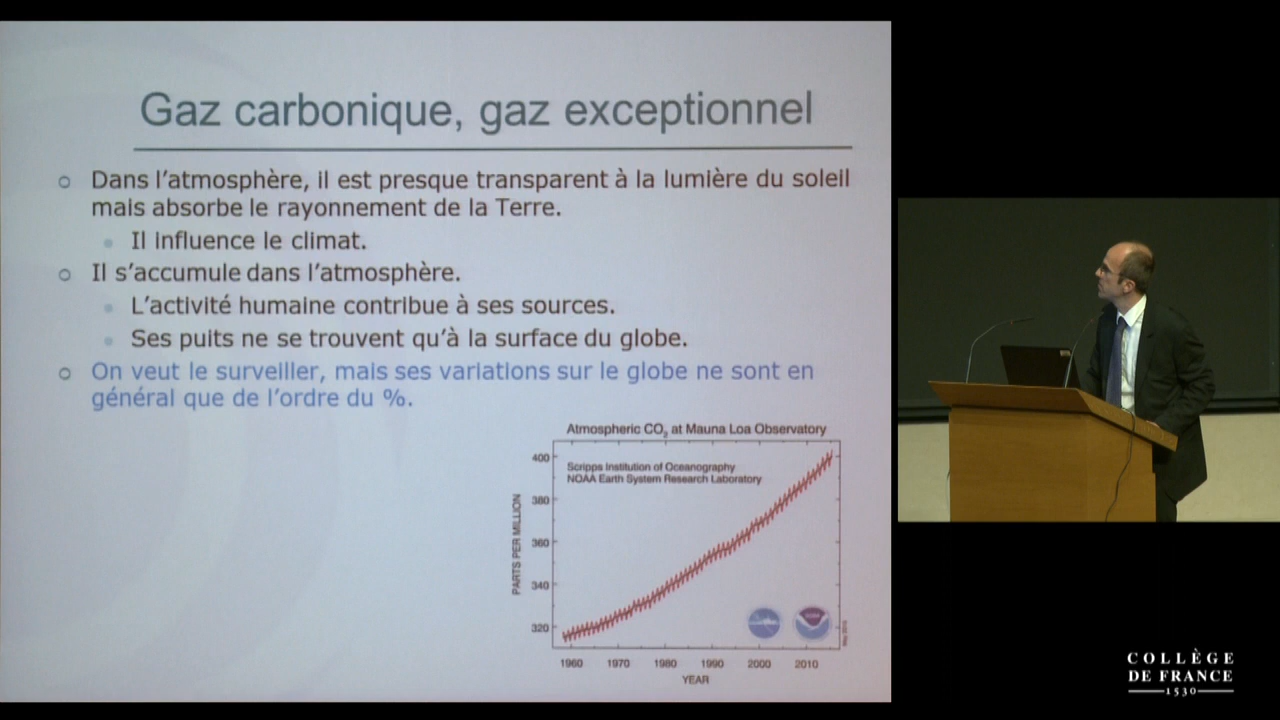 Gaz carbonique, gaz exceptionnel
Dans l'atmosphère, il est presque transparent à la lumière du soleil
mais absorbe le rayonnement de la Terre.
Il influence le climat.
Il s'accumule dans l'atmosphère.
L'activité humaine contribue à ses sources.
Ses puits ne se trouvent qu'à la surface du globe.
On veut le surveiller, mais ses variations sur le globe ne sont en
général que de l'ordre du %.
Atmospheric CO₂ at Mauna Loa Observatory
Scripps Institution of Oceanography
NOAA Earth System Research Laboratory
PARTS PER MILLION
400
380
360
340
320
1960 1970 1980 1990 2000 2010
YEAR
COLLÈGE
DE FRANCE
1530